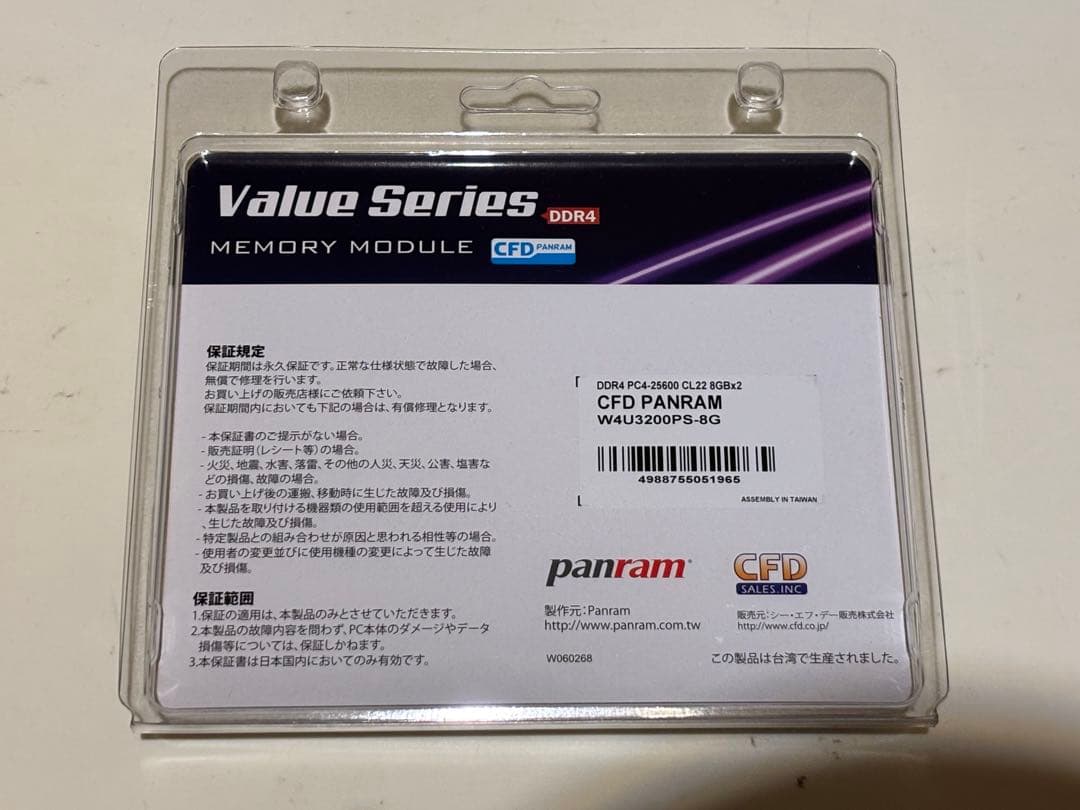 Value Series DDR4
MEMORY MODULE CFD PANRAM
保証規定
保証期間は永久保証です。正常な仕様状態で故障した場合、
無償で修理を行います。
お買い上げの販売店様にご依頼下さい。
保証期間内においても下記の場合は、有償修理となります。
- 本保証書のご提示がない場合。
- 販売証明（レシート等）の場合。
- 火災、地震、水害、落雷、その他の人災、天災、公害、塩害な
どの損傷、故障の場合。
- お買い上げ後の運搬、移動時に生じた故障及び損傷。
- 本製品を取り付ける機器類の使用範囲を超える使用により
、生じた故障及び損傷。
- 特定製品との組み合わせが原因と思われる相性等の場合。
- 使用者の変更並びに使用機種の変更によって生じた故障
及び損傷。
保証範囲
1.保証の適用は、本製品のみとさせていただきます。
2.本製品の故障内容を問わず、PC本体のダメージやデータ
損傷等については、保証しかねます。
3.本保証書は日本国内においてのみ有効です。
DDR4 PC4-25600 CL22 8GBx2
CFD PANRAM
W4U3200PS-8G
4988755051965
ASSEMBLY IN TAIWAN
panram
製作元：Panram
http://www.panram.com.tw
CFD
SALES.INC
販売元：シー・エフ・デー販売株式会社
http://www.cfd.co.jp/
W060268
この製品は台湾で生産されました。